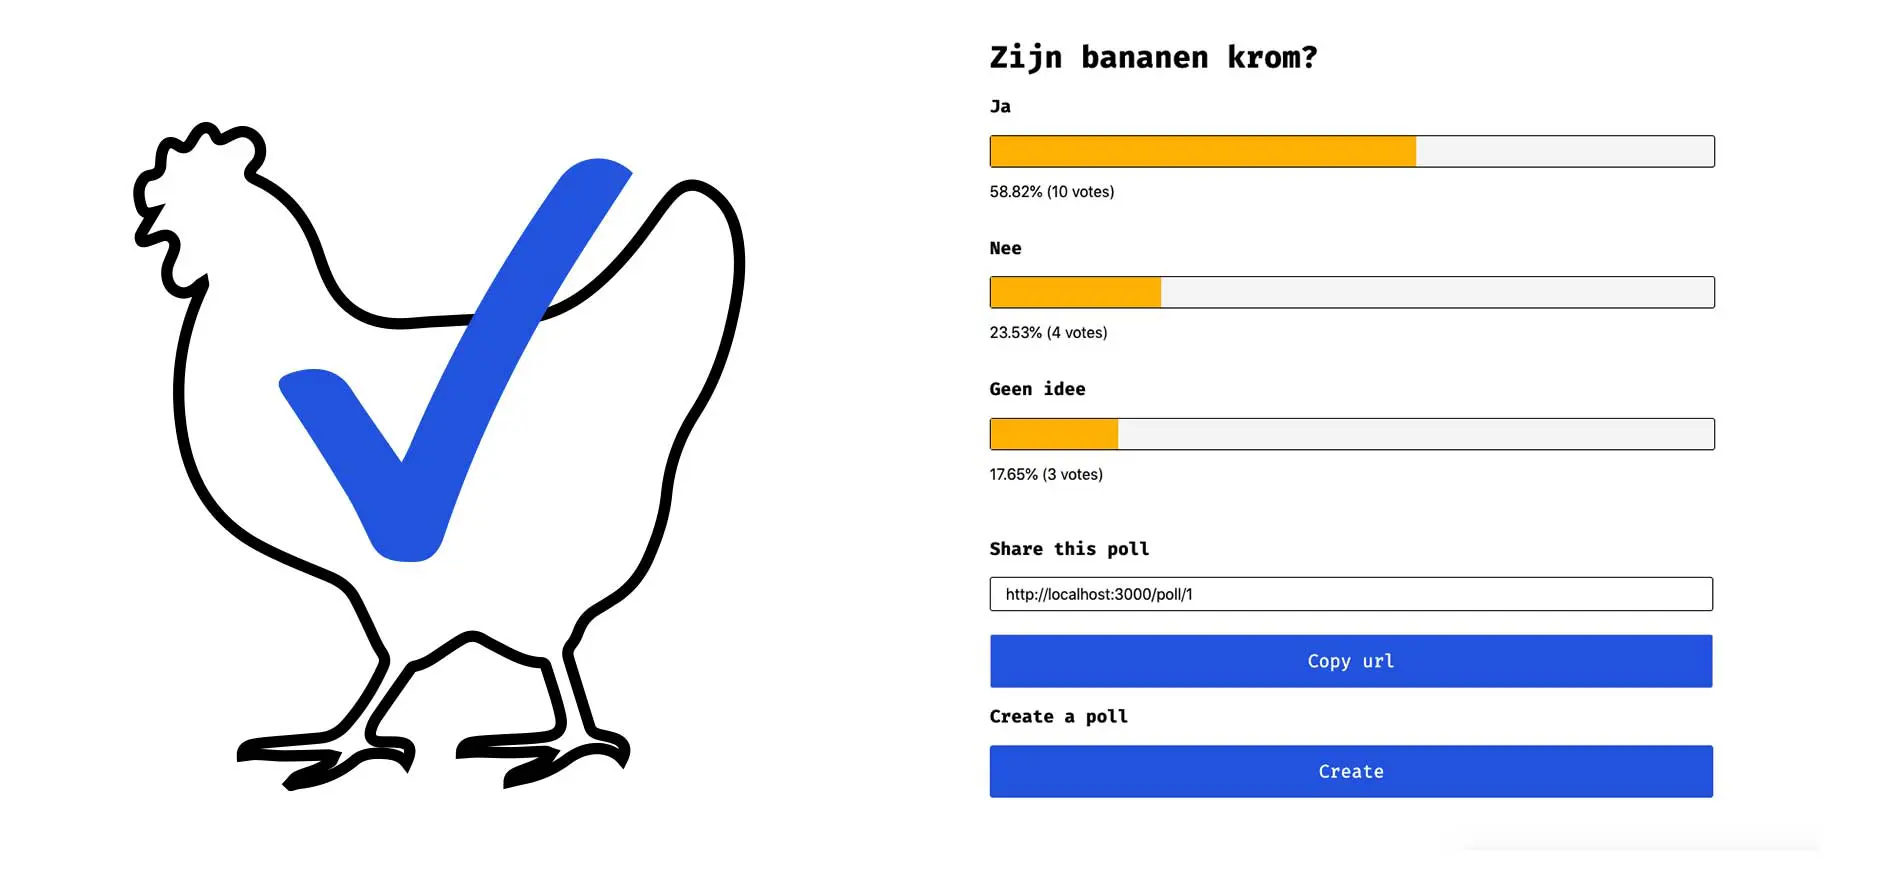 Zijn bananen krom?
Ja
58.82% (10 votes)
Nee
23.53% (4 votes)
Geen idee
17.65% (3 votes)
Share this poll
http://localhost:3000/poll/1
Copy url
Create a poll
Create